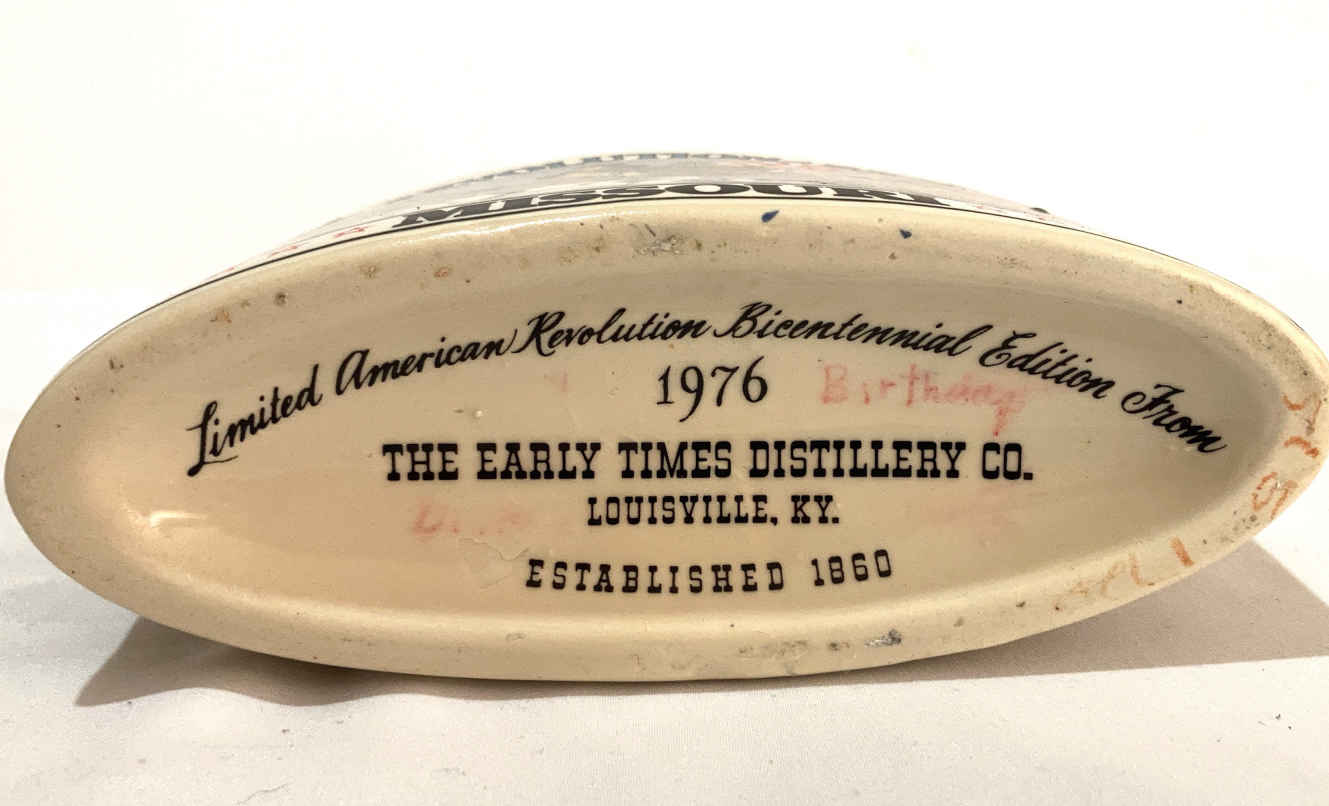 MISSOURI
Limited American Revolution Bicentennial Edition From
1976 Birthday
THE EARLY TIMES DISTILLERY CO.
LOUISVILLE, KY.
ESTABLISHED 1860